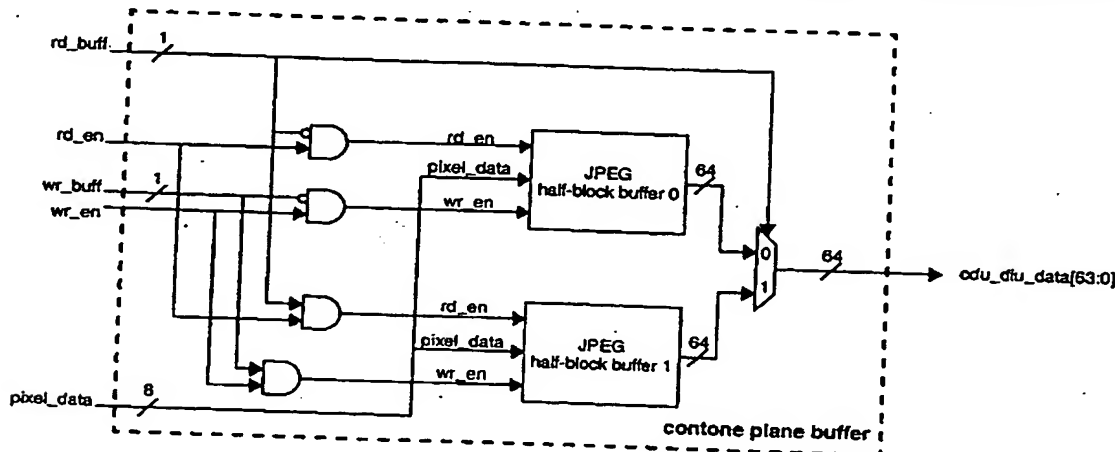 rd_buff
1
rd_en
rd_en
pixel_data
JPEG
half-block buffer 0
64
wr_buff
1
wr_en
wr_en
0
1
64
cdu_diu_data[63:0]
rd_en
pixel_data
JPEG
half-block buffer 1
64
wr_en
pixel_data
8
contone plane buffer